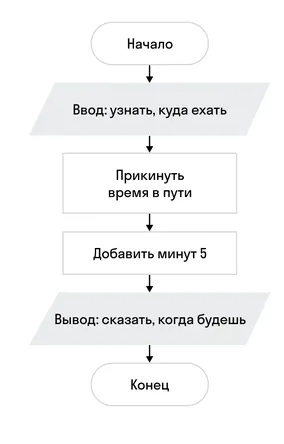 Начало
Ввод: узнать, куда ехать
Прикинуть
время в пути
Добавить минут 5
Вывод: сказать, когда будешь
Конец